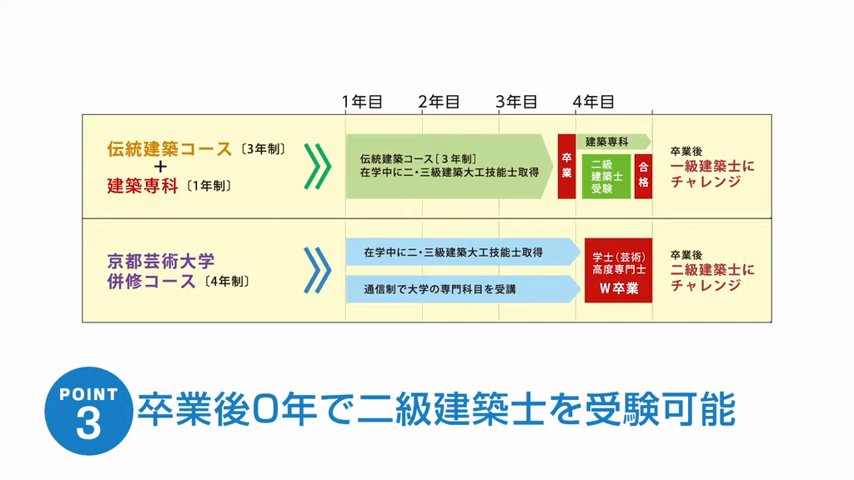 1年目 2年目 3年目 4年目
伝統建築コース〔3年制〕
+
建築専科〔1年制〕
伝統建築コース[３年制]
在学中に二・三級建築大工技能士取得
卒業
建築専科
二級
建築士
受験
合格
卒業後
一級建築士に
チャレンジ
京都芸術大学
併修コース〔4年制〕
在学中に二・三級建築大工技能士取得
通信制で大学の専門科目を受講
学士(芸術)
高度専門士
W卒業
卒業後
二級建築士に
チャレンジ
POINT
3
卒業後0年で二級建築士を受験可能